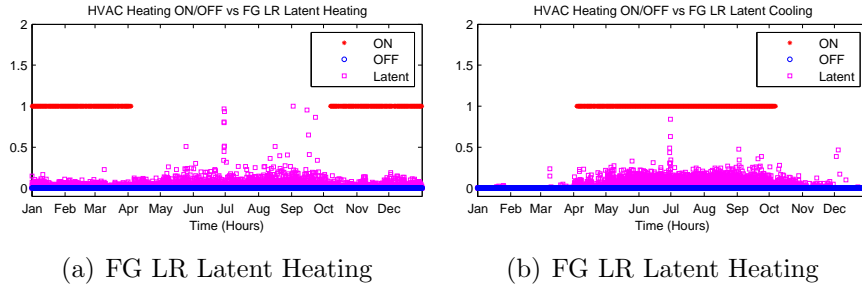 HVAC Heating ON/OFF vs FG LR Latent Heating
2
1.5
1
0.5
0
ON
OFF
Latent
Jan Feb Mar Apr May Jun Jul Aug Sep Oct Nov Dec
Time (Hours)
(a) FG LR Latent Heating
HVAC Heating ON/OFF vs FG LR Latent Cooling
2
1.5
1
0.5
0
ON
OFF
Latent
Jan Feb Mar Apr May Jun Jul Aug Sep Oct Nov Dec
Time (Hours)
(b) FG LR Latent Heating